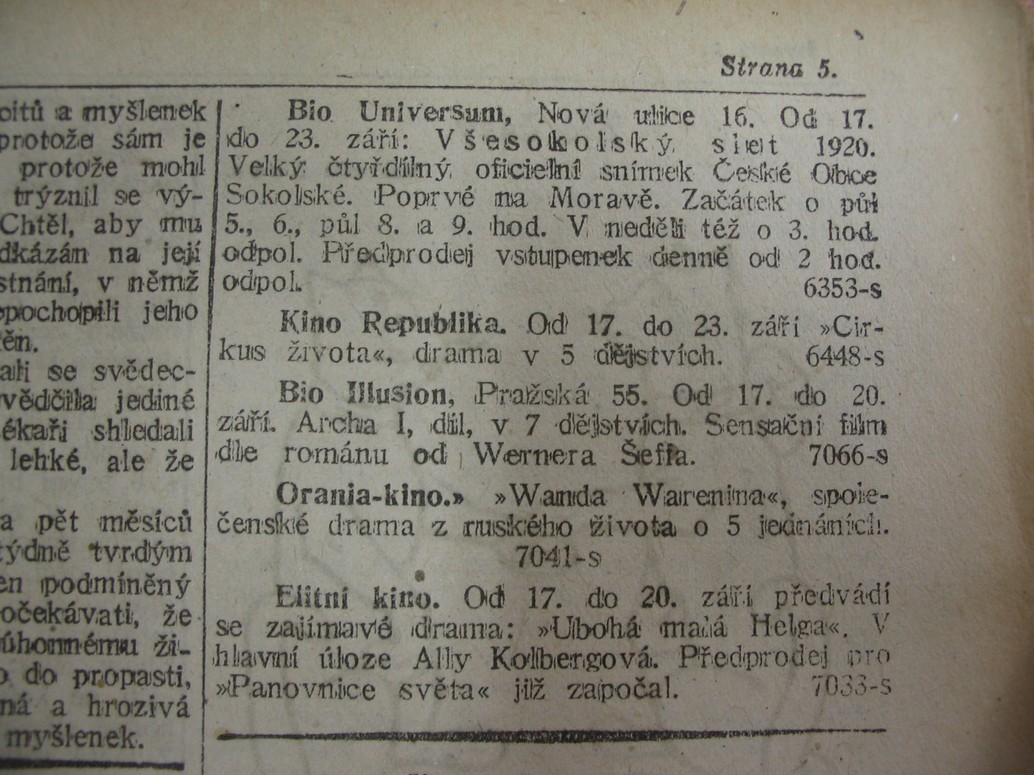 Strana 5.
citů a myšlenek
protože sám je
protože mohl
trýznil se vý-
Chtěl, aby mu
dkázán na její
stnání, v němž
pochopili jeho
ěn.
ali se svědec-
vědčila jediné
ékaři shledali
lehké, ale že
a pět měsíců
ýdně tvrdým
en podmíněný
očekávati, že
úhonnému ži-
do propasti,
ná a hrozivá
myšlenek.
Bio Universum, Nová ulice 16. Od 17.
do 23. září: Všesokolský slet 1920.
Velký čtyřdílný oficielní snímek České Obce
Sokolské. Poprvé na Moravě. Začátek o půl
5., 6., půl 8. a 9. hod. V neděli též o 3. hod.
odpol. Předprodej vstupenek denně od 2 hod.
odpol. 6353-s
Kino Republika. Od 17. do 23. září »Cir-
kus života«, drama v 5 dějstvích. 6448-s
Bio Illusion, Pražská 55. Od 17. do 20.
září. Archa I, díl, v 7 dějstvích. Sensační film
dle románu od Wernera Šeffa. 7066-s
Orania-kino.» »Wanda Warenina«, spole-
čenské drama z ruského života o 5 jednáních.
7041-s
Elitní kino. Od 17. do 20. září předvádí
se zajímavé drama: »Ubohá malá Helga«. V
hlavní úloze Ally Kolbergová. Předprodej pro
»Panovnice světa« již započal. 7033-s